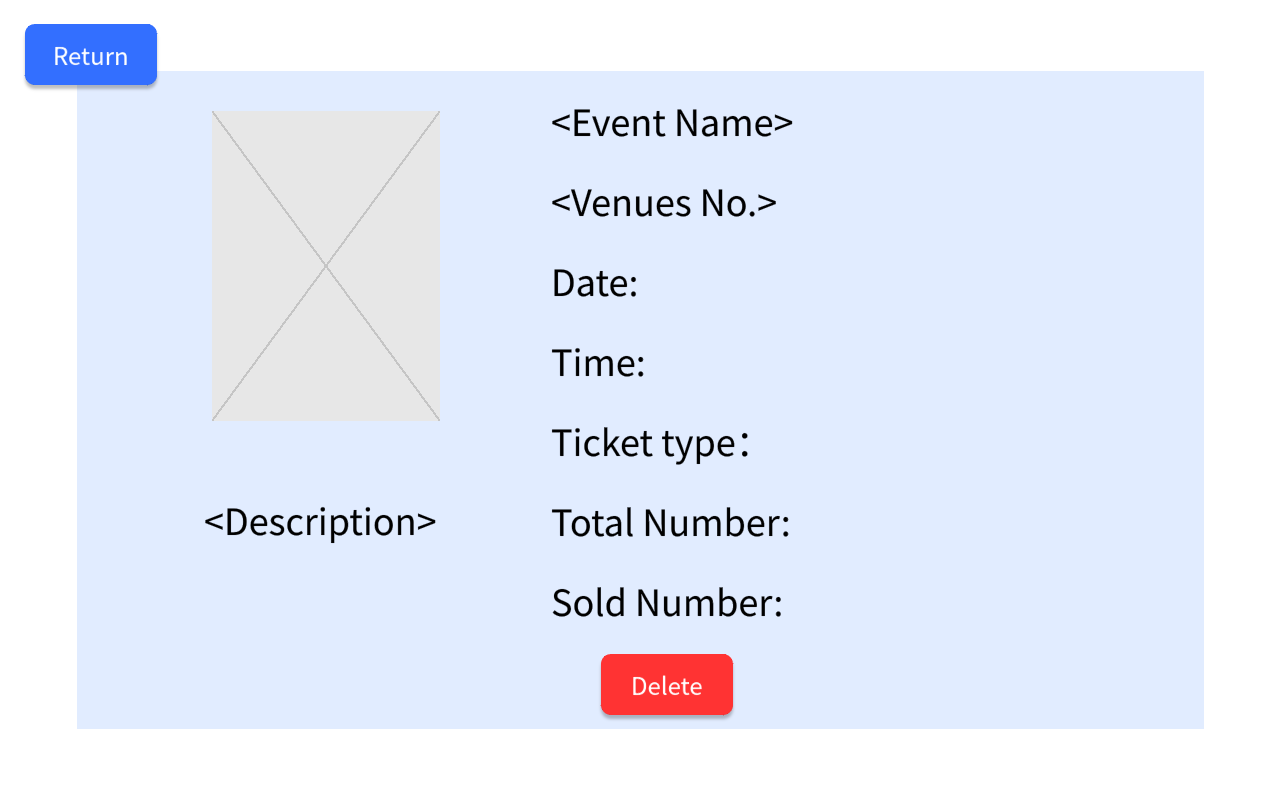 Return
<Event Name>
<Venues No.>
Date:
Time:
Ticket type：
Total Number:
Sold Number:
<Description>
Delete